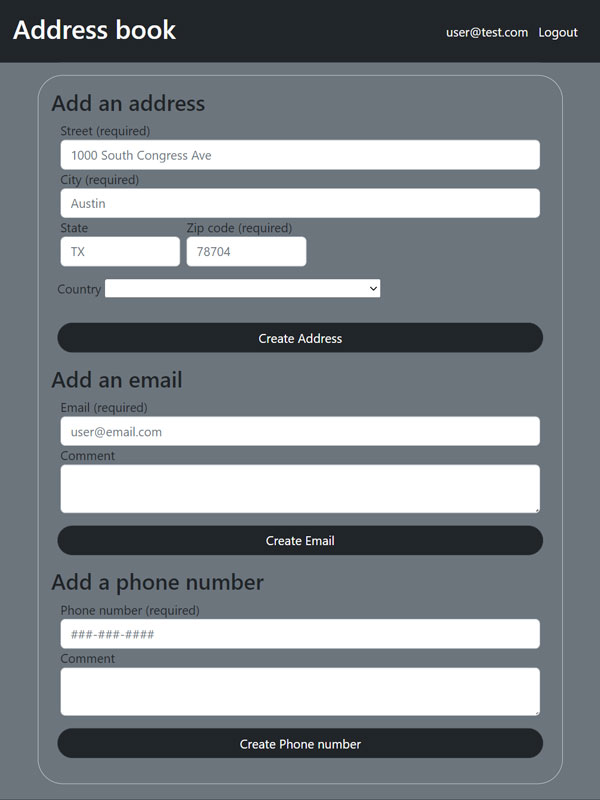 Address book
user@test.com Logout
Add an address
Street (required)
1000 South Congress Ave
City (required)
Austin
State Zip code (required)
TX 78704
Country
Create Address
Add an email
Email (required)
user@email.com
Comment
Create Email
Add a phone number
Phone number (required)
###-###-####
Comment
Create Phone number